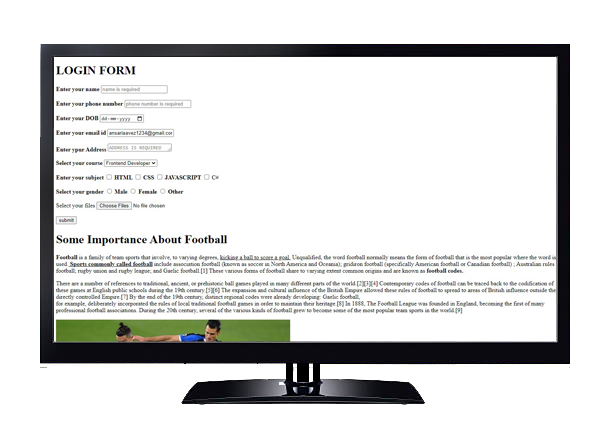 LOGIN FORM
Enter your name name is required
Enter your phone number phone number is required
Enter your DOB dd-mm-yyyy
Enter your email id ansariaavez1234@gmail.con
Enter ypur Address ADDRESS IS REQUIRED
Select your course Frontend Developer
Enter your subject HTML CSS JAVASCRIPT C#
Select your gender Male Female Other
Select your files Choose Files No file chosen
submit
Some Importance About Football
Football is a family of team sports that involve, to varying degrees, kicking a ball to score a goal. Unqualified, the word football normally means the form of football that is the most popular where the word is
used. Sports commonly called football include association football (known as soccer in North America and Oceania); gridiron football (specifically American football or Canadian football) ; Australian rules
football; rugby union and rugby league; and Gaelic football.[1] These various forms of football share to varying extent common origins and are known as football codes.
There are a number of references to traditional, ancient, or prehistoric ball games played in many different parts of the world.[2][3][4] Contemporary codes of football can be traced back to the codification of
these games at English public schools during the 19th century.[5][6] The expansion and cultural influence of the British Empire allowed these rules of football to spread to areas of British influence outside the
directly controlled Empire.[7] By the end of the 19th century, distinct regional codes were already developing: Gaelic football,
for example, deliberately incorporated the rules of local traditional football games in order to maintain their heritage.[8] In 1888, The Football League was founded in England, becoming the first of many
professional football associations. During the 20th century, several of the various kinds of football grew to become some of the most popular team sports in the world.[9]